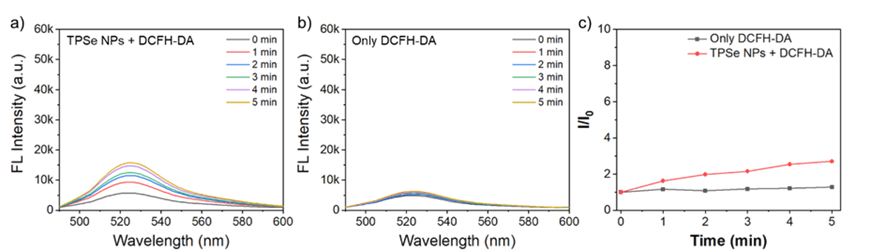 a)
60k
50k
40k
30k
20k
10k
0
TPSe NPs + DCFH-DA
0 min
1 min
2 min
3 min
4 min
5 min
FL Intensity (a.u.)
500 520 540 560 580 600
Wavelength (nm)
b)
60k
50k
40k
30k
20k
10k
0
Only DCFH-DA
0 min
1 min
2 min
3 min
4 min
5 min
FL Intensity (a.u.)
500 520 540 560 580 600
Wavelength (nm)
c)
10
8
6
4
2
0
Only DCFH-DA
TPSe NPs + DCFH-DA
I/I0
0 1 2 3 4 5
Time (min)